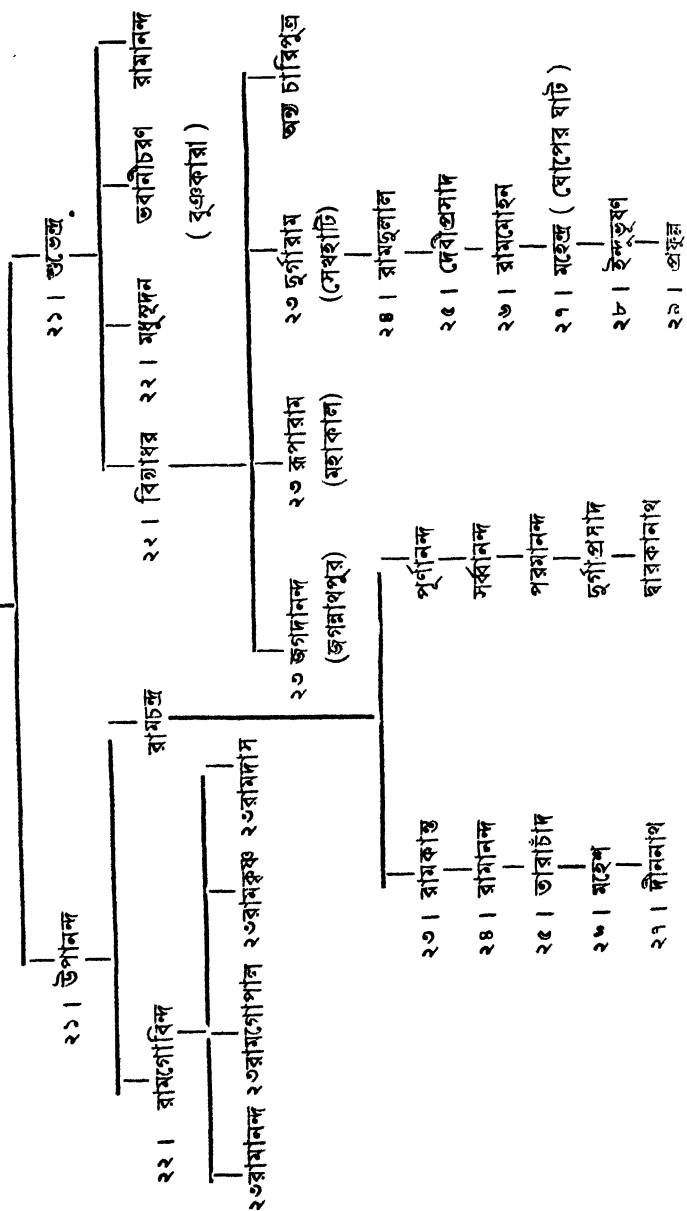 ২১। উপানন্দ ২১। শুভেন্দ্র
২২। রামগোবিন্দ রামচন্দ্র ২২। বিদ্যাধর ২২। মধুসূদন ভবানীচরণ রামানন্দ
(বুঞকারা)
২৩রামানন্দ ২৩রামগোপাল ২৩রামকৃষ্ণ ২৩রামদাস ২৩ জগদানন্দ ২৩ রূপারাম ২৩ দুর্গারাম অন্য চারিপুত্র
(জগন্নাথপুর) (মহাকাল) (সেখহাটি)
২৩। রামকান্ত পূর্ণানন্দ ২৪। রামদুলাল
২৪। রামানন্দ সর্ব্বানন্দ ২৫। দেবীপ্রসাদ
২৫। তারাচাঁদ পরমানন্দ ২৬। রামমোহন
২৬। মহেশ দুর্গাপ্রসাদ ২৭। মহেন্দ্র (ঘোপের ঘাট)
২৭। দীননাথ দ্বারকানাথ ২৮। ইন্দুভূষণ
২৯। প্রফুল্ল